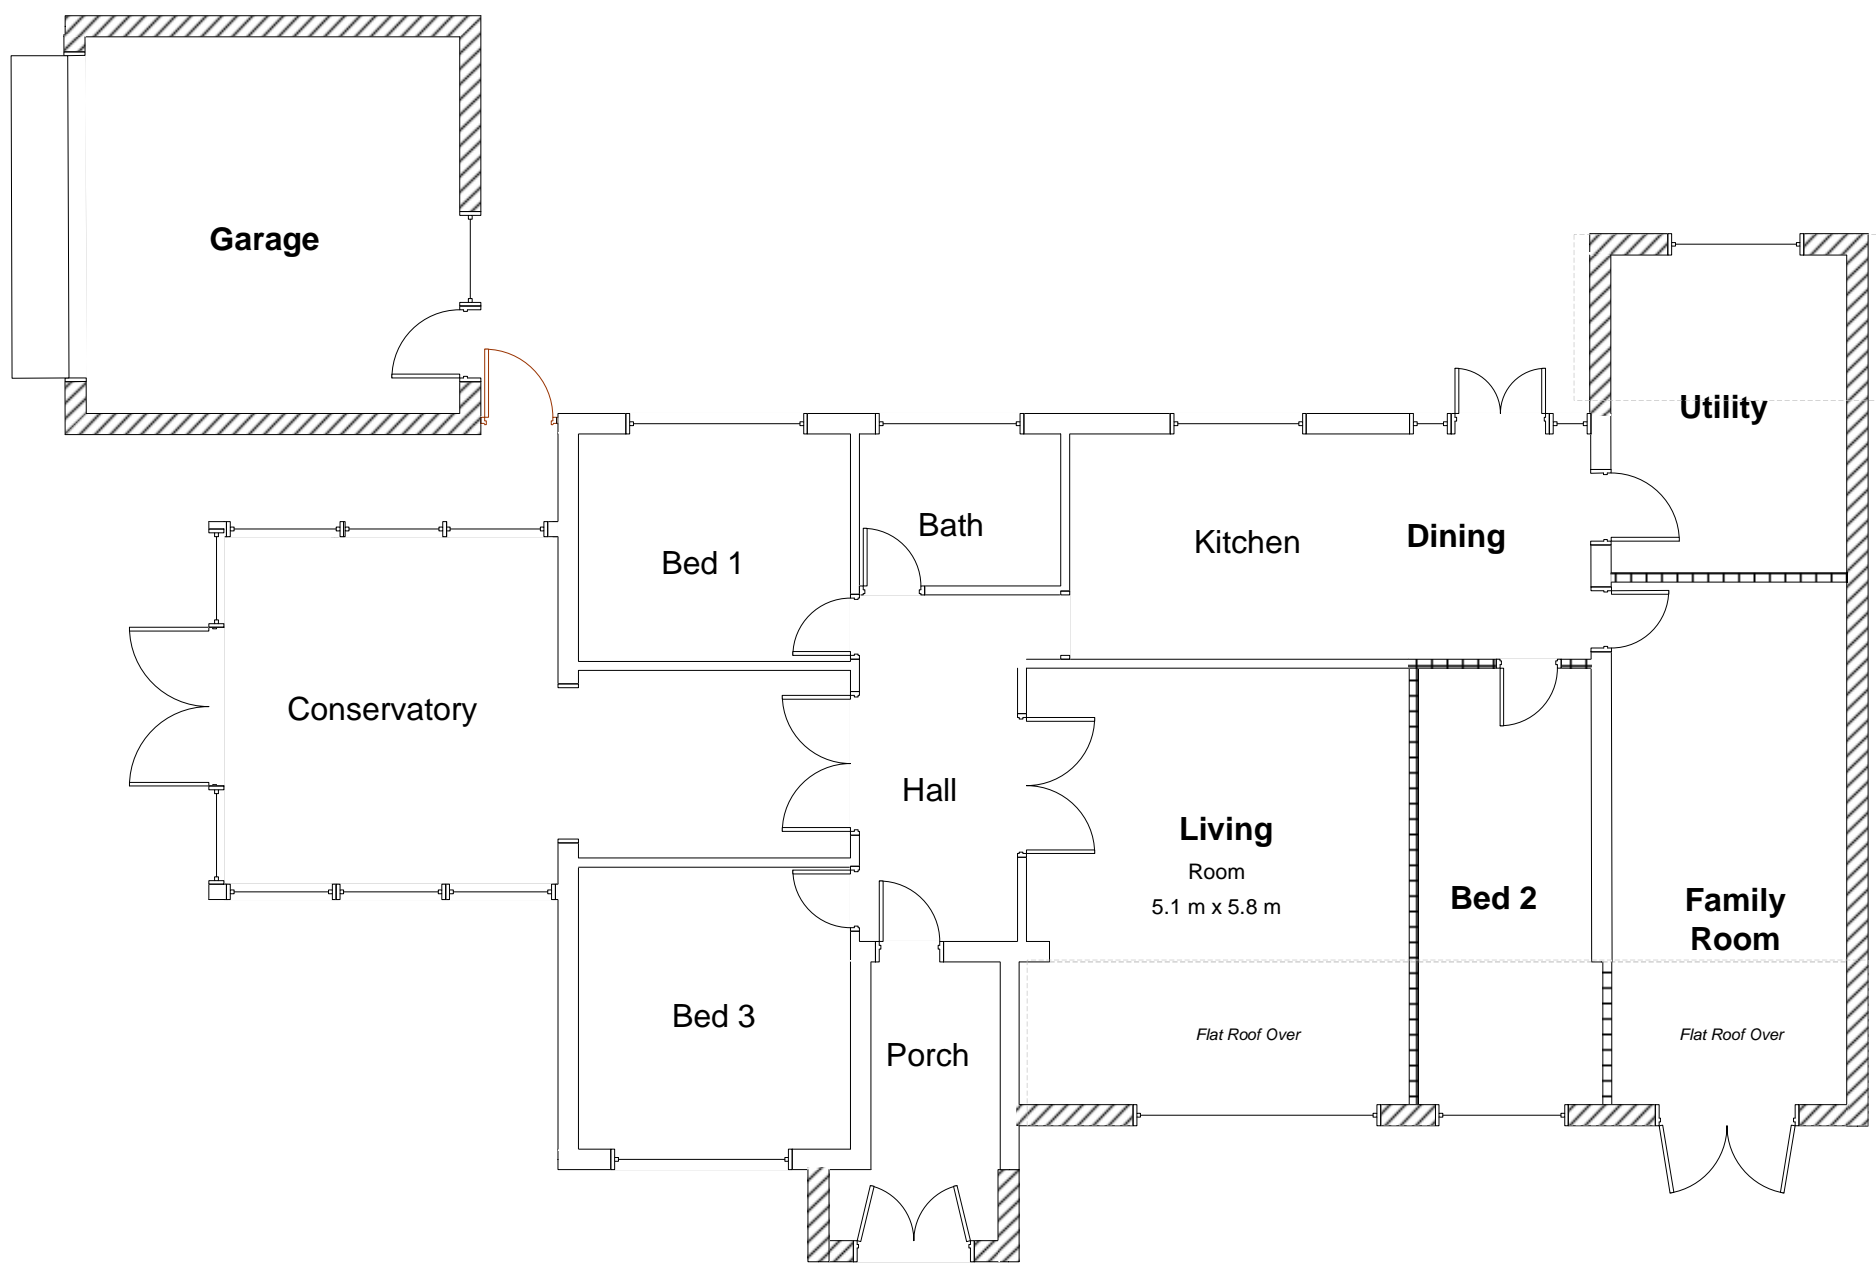 Garage
Utility
Bath
Kitchen
Dining
Bed 1
Conservatory
Hall
Living
Room
5.1 m x 5.8 m
Bed 2
Family
Room
Bed 3
Porch
Flat Roof Over
Flat Roof Over